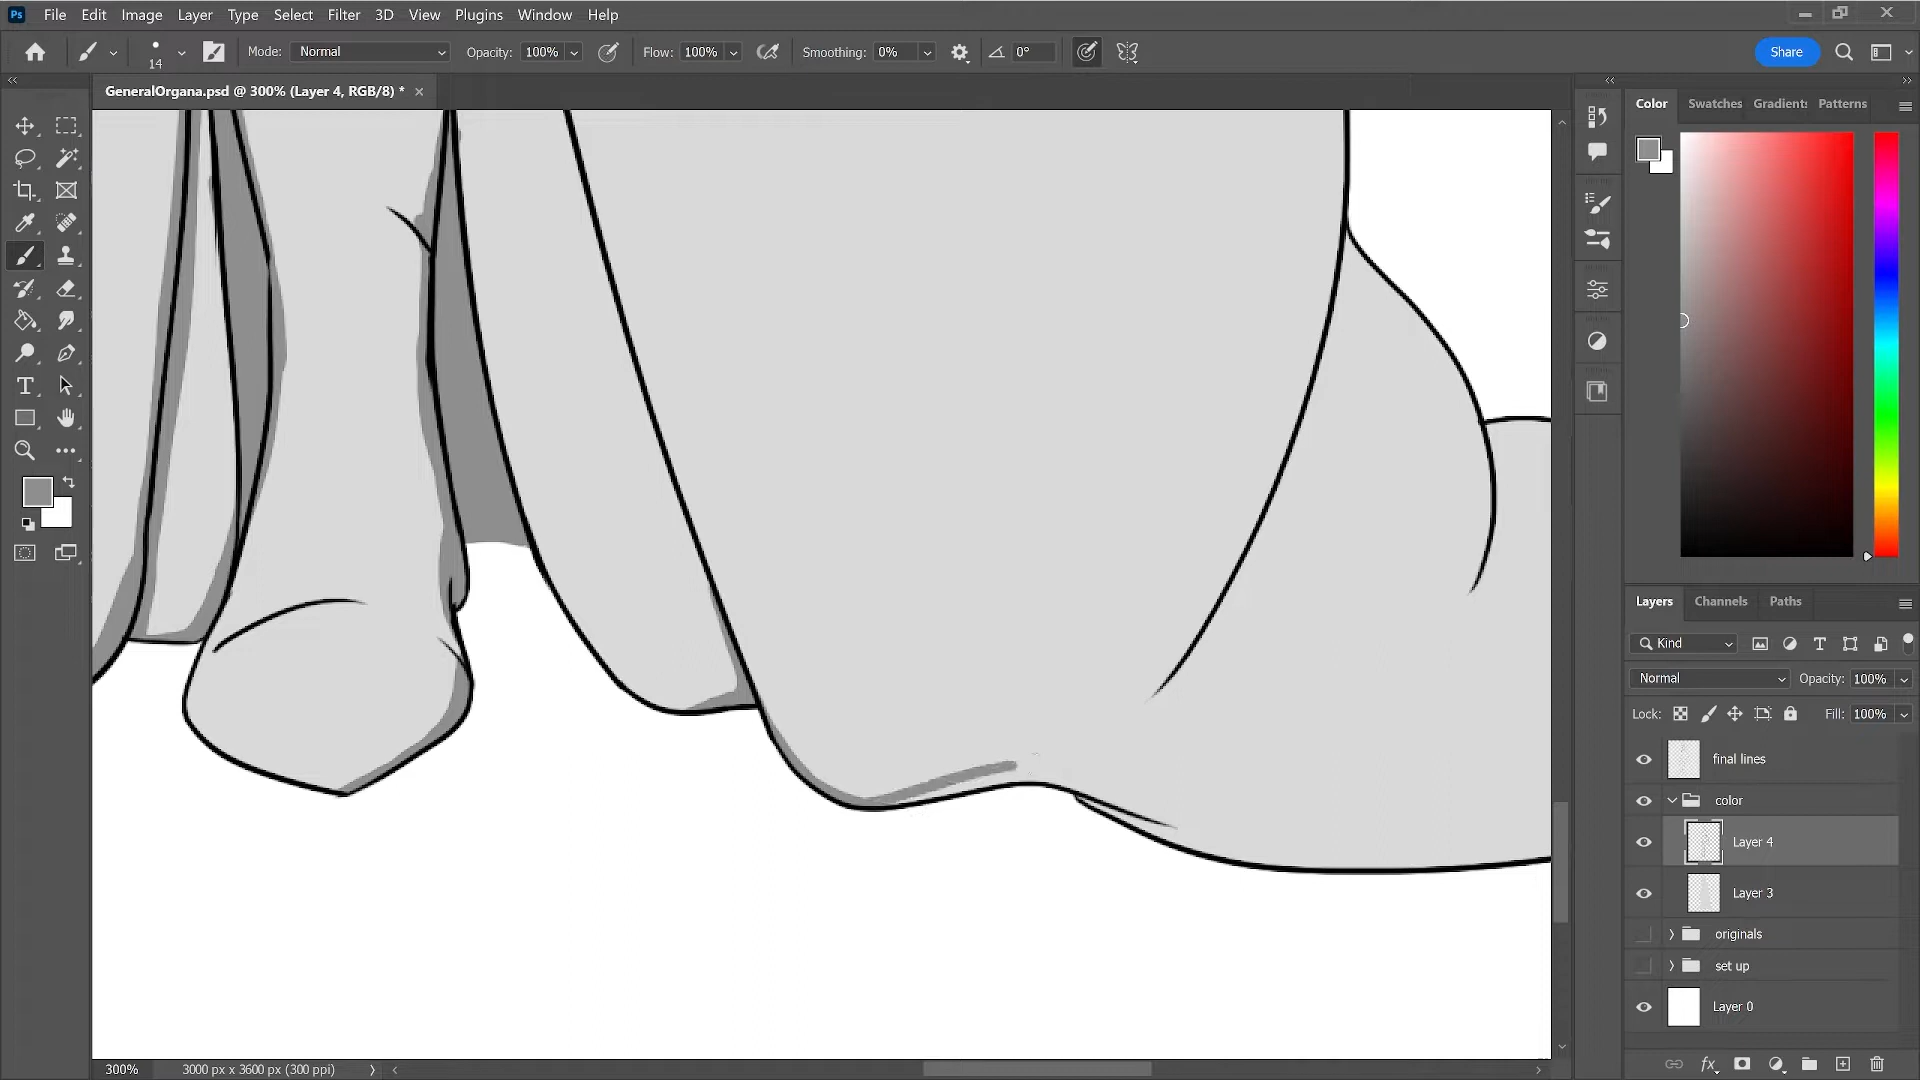 Ps File Edit Image Layer Type Select Filter 3D View Plugins Window Help
14 Mode: Normal Opacity: 100% Flow: 100% Smoothing: 0% 0° Share
GeneralOrgana.psd @ 300% (Layer 4, RGB/8) *
Color Swatches Gradients Patterns
Layers Channels Paths
Kind
Normal Opacity: 100%
Lock: Fill: 100%
final lines
color
Layer 4
Layer 3
originals
set up
Layer 0
300% 3000 px x 3600 px (300 ppi)